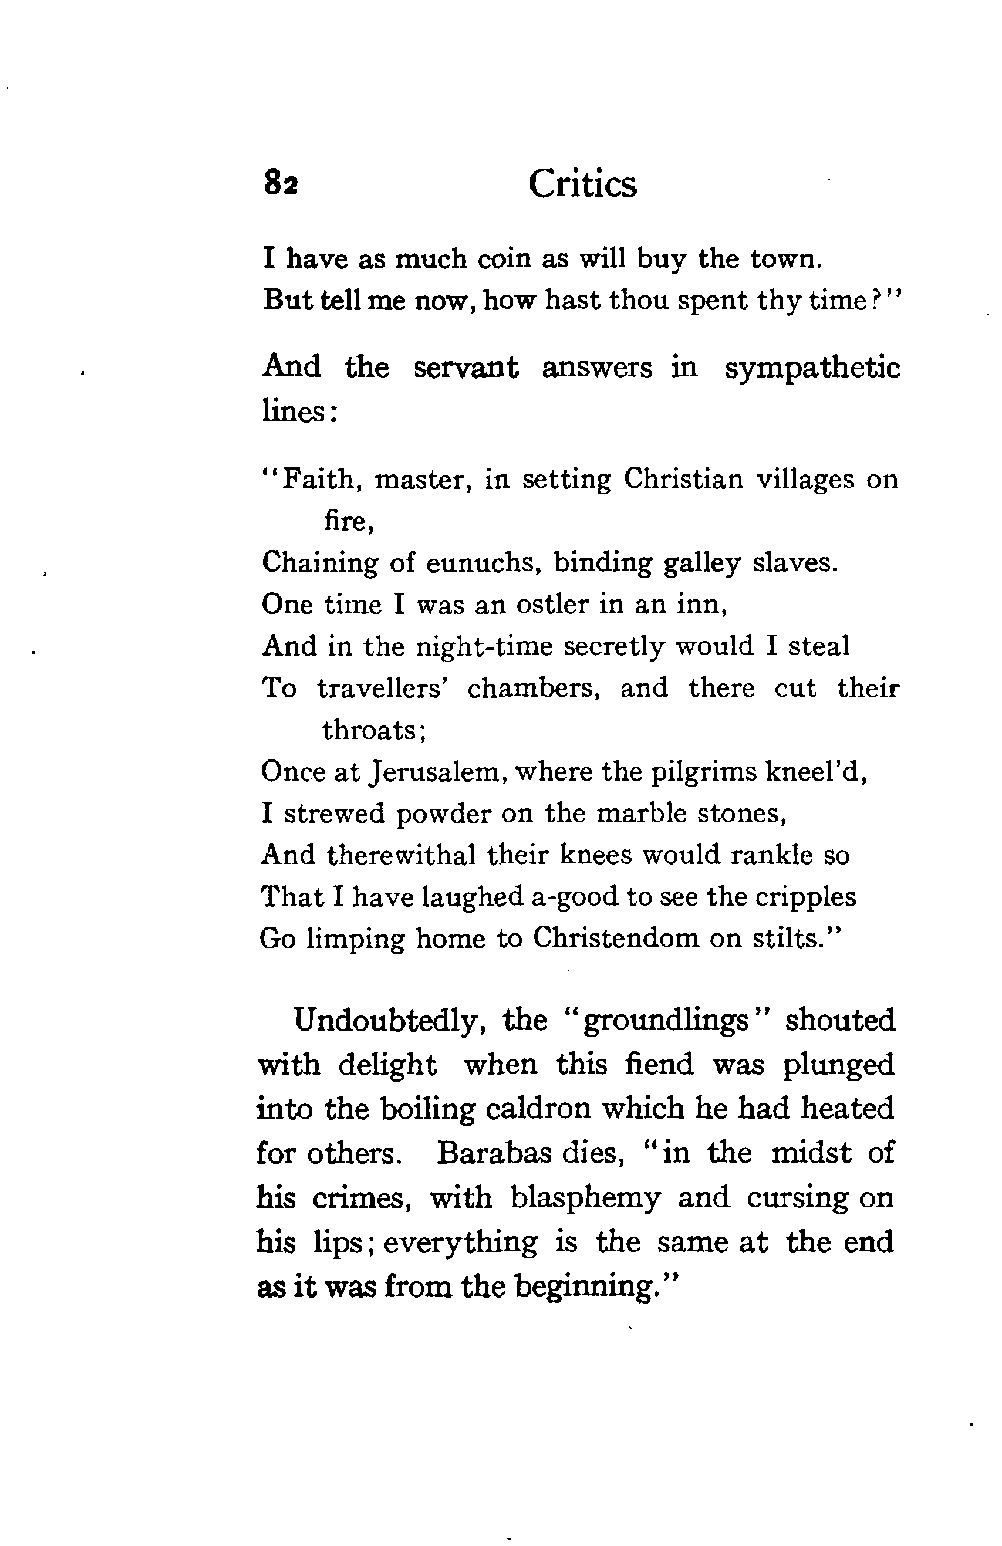 82 Critics
I have as much coin as will buy the town.
But tell me now, how hast thou spent thy time?"
And the servant answers in sympathetic
lines:
"Faith, master, in setting Christian villages on
fire,
Chaining of eunuchs, binding galley slaves.
One time I was an ostler in an inn,
And in the night-time secretly would I steal
To travellers' chambers, and there cut their
throats;
Once at Jerusalem, where the pilgrims kneel'd,
I strewed powder on the marble stones,
And therewithal their knees would rankle so
That I have laughed a-good to see the cripples
Go limping home to Christendom on stilts."
Undoubtedly, the "groundlings" shouted
with delight when this fiend was plunged
into the boiling caldron which he had heated
for others. Barabas dies, "in the midst of
his crimes, with blasphemy and cursing on
his lips; everything is the same at the end
as it was from the beginning."